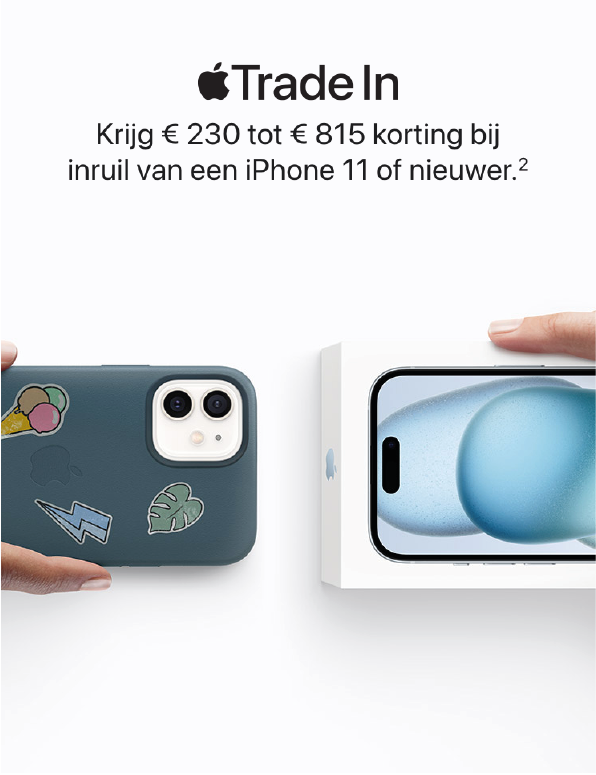 Trade In
Krijg € 230 tot € 815 korting bij
inruil van een iPhone 11 of nieuwer.²